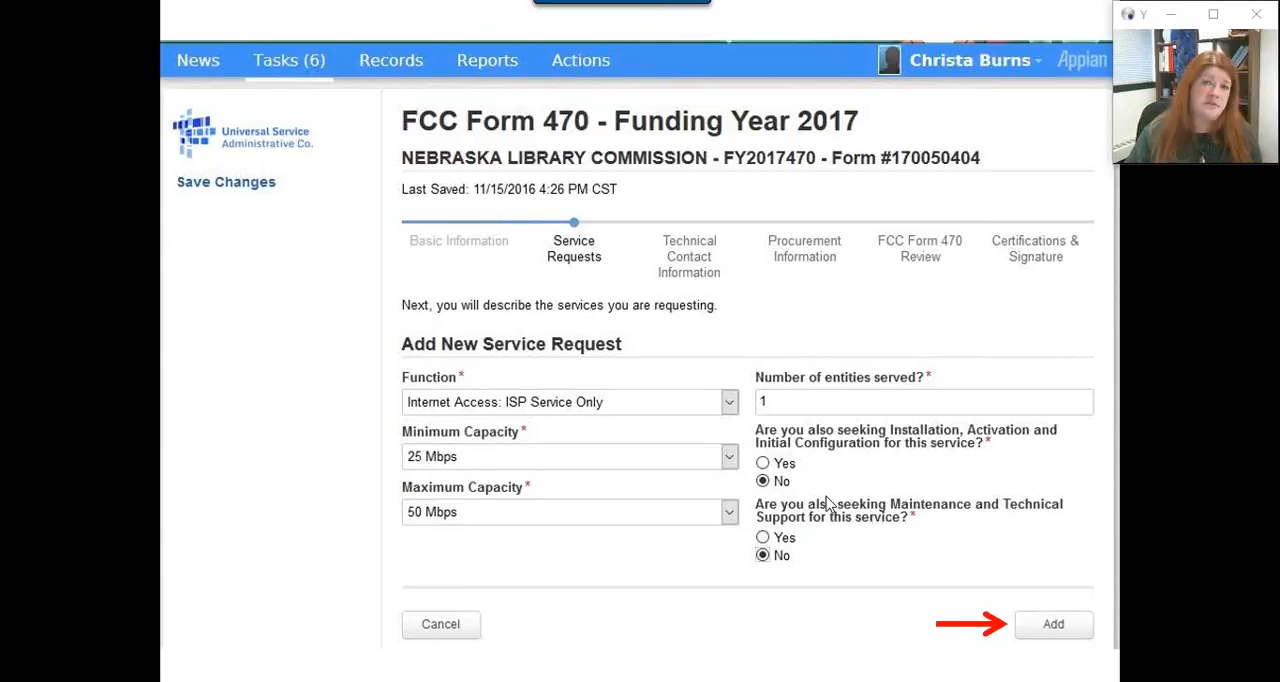 Y
News Tasks (6) Records Reports Actions Christa Burns Appian
Universal Service
Administrative Co.
Save Changes
FCC Form 470 - Funding Year 2017
NEBRASKA LIBRARY COMMISSION - FY2017470 - Form #170050404
Last Saved: 11/15/2016 4:26 PM CST
Basic Information
Service
Requests
Technical
Contact
Information
Procurement
Information
FCC Form 470
Review
Certifications &
Signature
Next, you will describe the services you are requesting.
Add New Service Request
Function *
Internet Access: ISP Service Only
Minimum Capacity *
25 Mbps
Maximum Capacity *
50 Mbps
Number of entities served? *
1
Are you also seeking Installation, Activation and
Initial Configuration for this service? *
Yes
No
Are you also seeking Maintenance and Technical
Support for this service? *
Yes
No
Cancel
Add